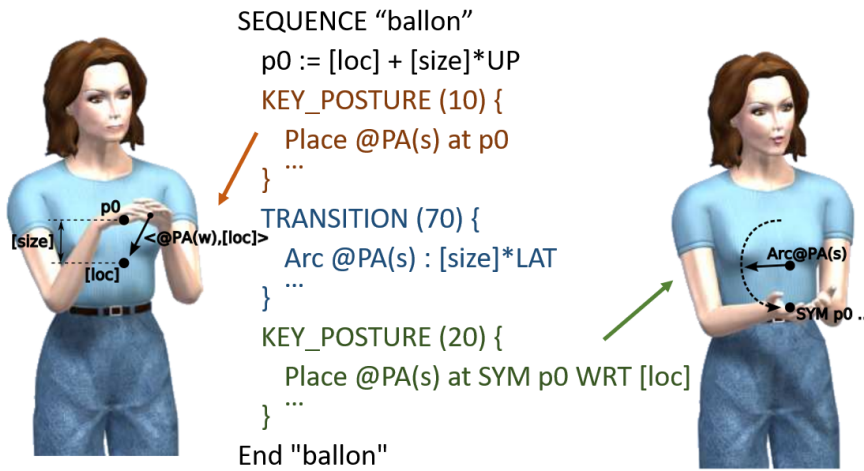 SEQUENCE “ballon”
p0 := [loc] + [size]*UP
KEY_POSTURE (10) {
Place @PA(s) at p0
...
}
TRANSITION (70) {
Arc @PA(s) : [size]*LAT
...
}
KEY_POSTURE (20) {
Place @PA(s) at SYM p0 WRT [loc]
...
}
End "ballon"
p0
[size]
<@PA(w),[loc]>
[loc]
Arc@PA(s)
SYM p0 ..